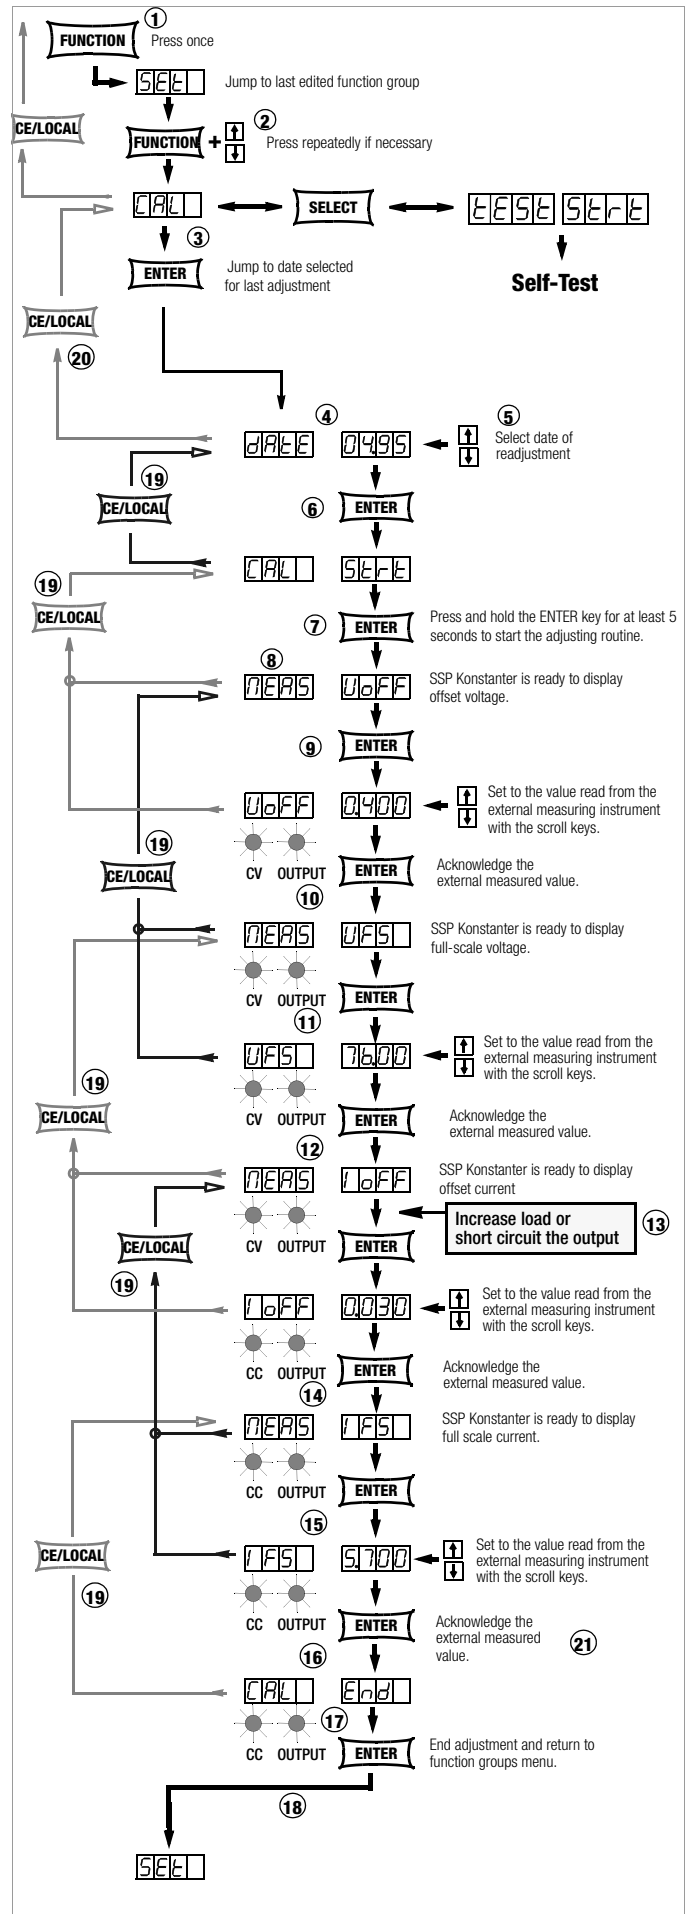 1
FUNCTION
Press once
SEt
Jump to last edited function group
CE/LOCAL
2
FUNCTION +
Press repeatedly if necessary
CAL
SELECT
tESt Strt
3
ENTER
Jump to date selected
for last adjustment
Self-Test
CE/LOCAL
20
4
5
dAtE 04.95
Select date of
readjustment
19
CE/LOCAL
6
ENTER
CAL Strt
19
CE/LOCAL
7
ENTER
Press and hold the ENTER key for at least 5
seconds to start the adjusting routine.
8
MEAS UoFF
SSP Konstanter is ready to display
offset voltage.
9
ENTER
UoFF 0.400
Set to the value read from the
external measuring instrument
with the scroll keys.
19
CE/LOCAL
CV OUTPUT
ENTER
Acknowledge the
external measured value.
10
MEAS UFS
SSP Konstanter is ready to display
full-scale voltage.
CV OUTPUT
ENTER
11
UFS 76.00
Set to the value read from the
external measuring instrument
with the scroll keys.
19
CE/LOCAL
CV OUTPUT
ENTER
Acknowledge the
external measured value.
12
MEAS IoFF
SSP Konstanter is ready to display
offset current
Increase load or
short circuit the output
13
CE/LOCAL
CV OUTPUT
ENTER
19
IoFF 0.030
Set to the value read from the
external measuring instrument
with the scroll keys.
CC OUTPUT
ENTER
Acknowledge the
external measured value.
14
MEAS IFS
SSP Konstanter is ready to display
full scale current.
CC OUTPUT
ENTER
15
CE/LOCAL
IFS 5.700
Set to the value read from the
external measuring instrument
with the scroll keys.
19
CC OUTPUT
ENTER
Acknowledge the
external measured
value.
21
16
CAL End
17
CC OUTPUT
ENTER
End adjustment and return to
function groups menu.
18
SEt